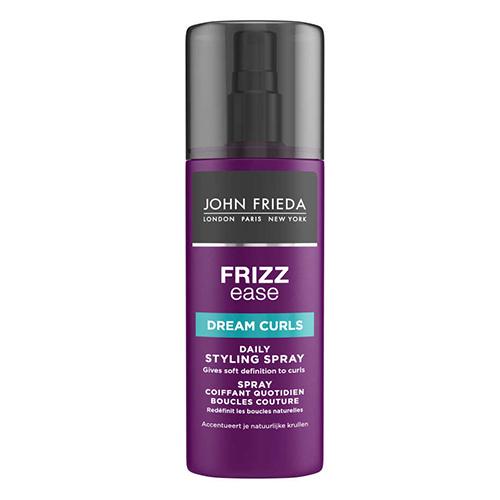 JOHN FRIEDA
LONDON PARIS NEW YORK
FRIZZ
ease
DREAM CURLS
DAILY
STYLING SPRAY
Gives soft definition to curls
SPRAY
COIFFANT QUOTIDIEN
BOUCLES COUTURE
Redéfinit les boucles naturelles
Accentueert je natuurlijke krullen